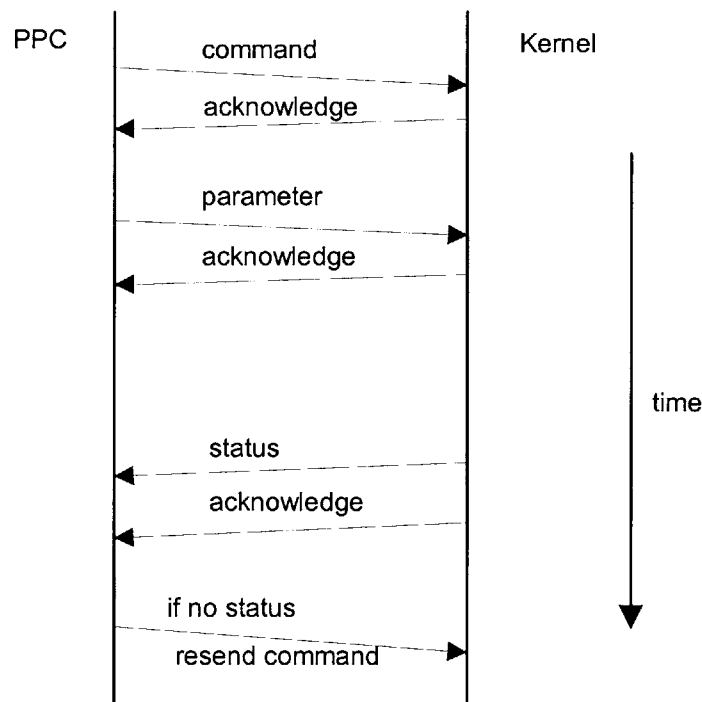 PPC
Kernel
command
acknowledge
parameter
acknowledge
time
status
acknowledge
if no status
resend command